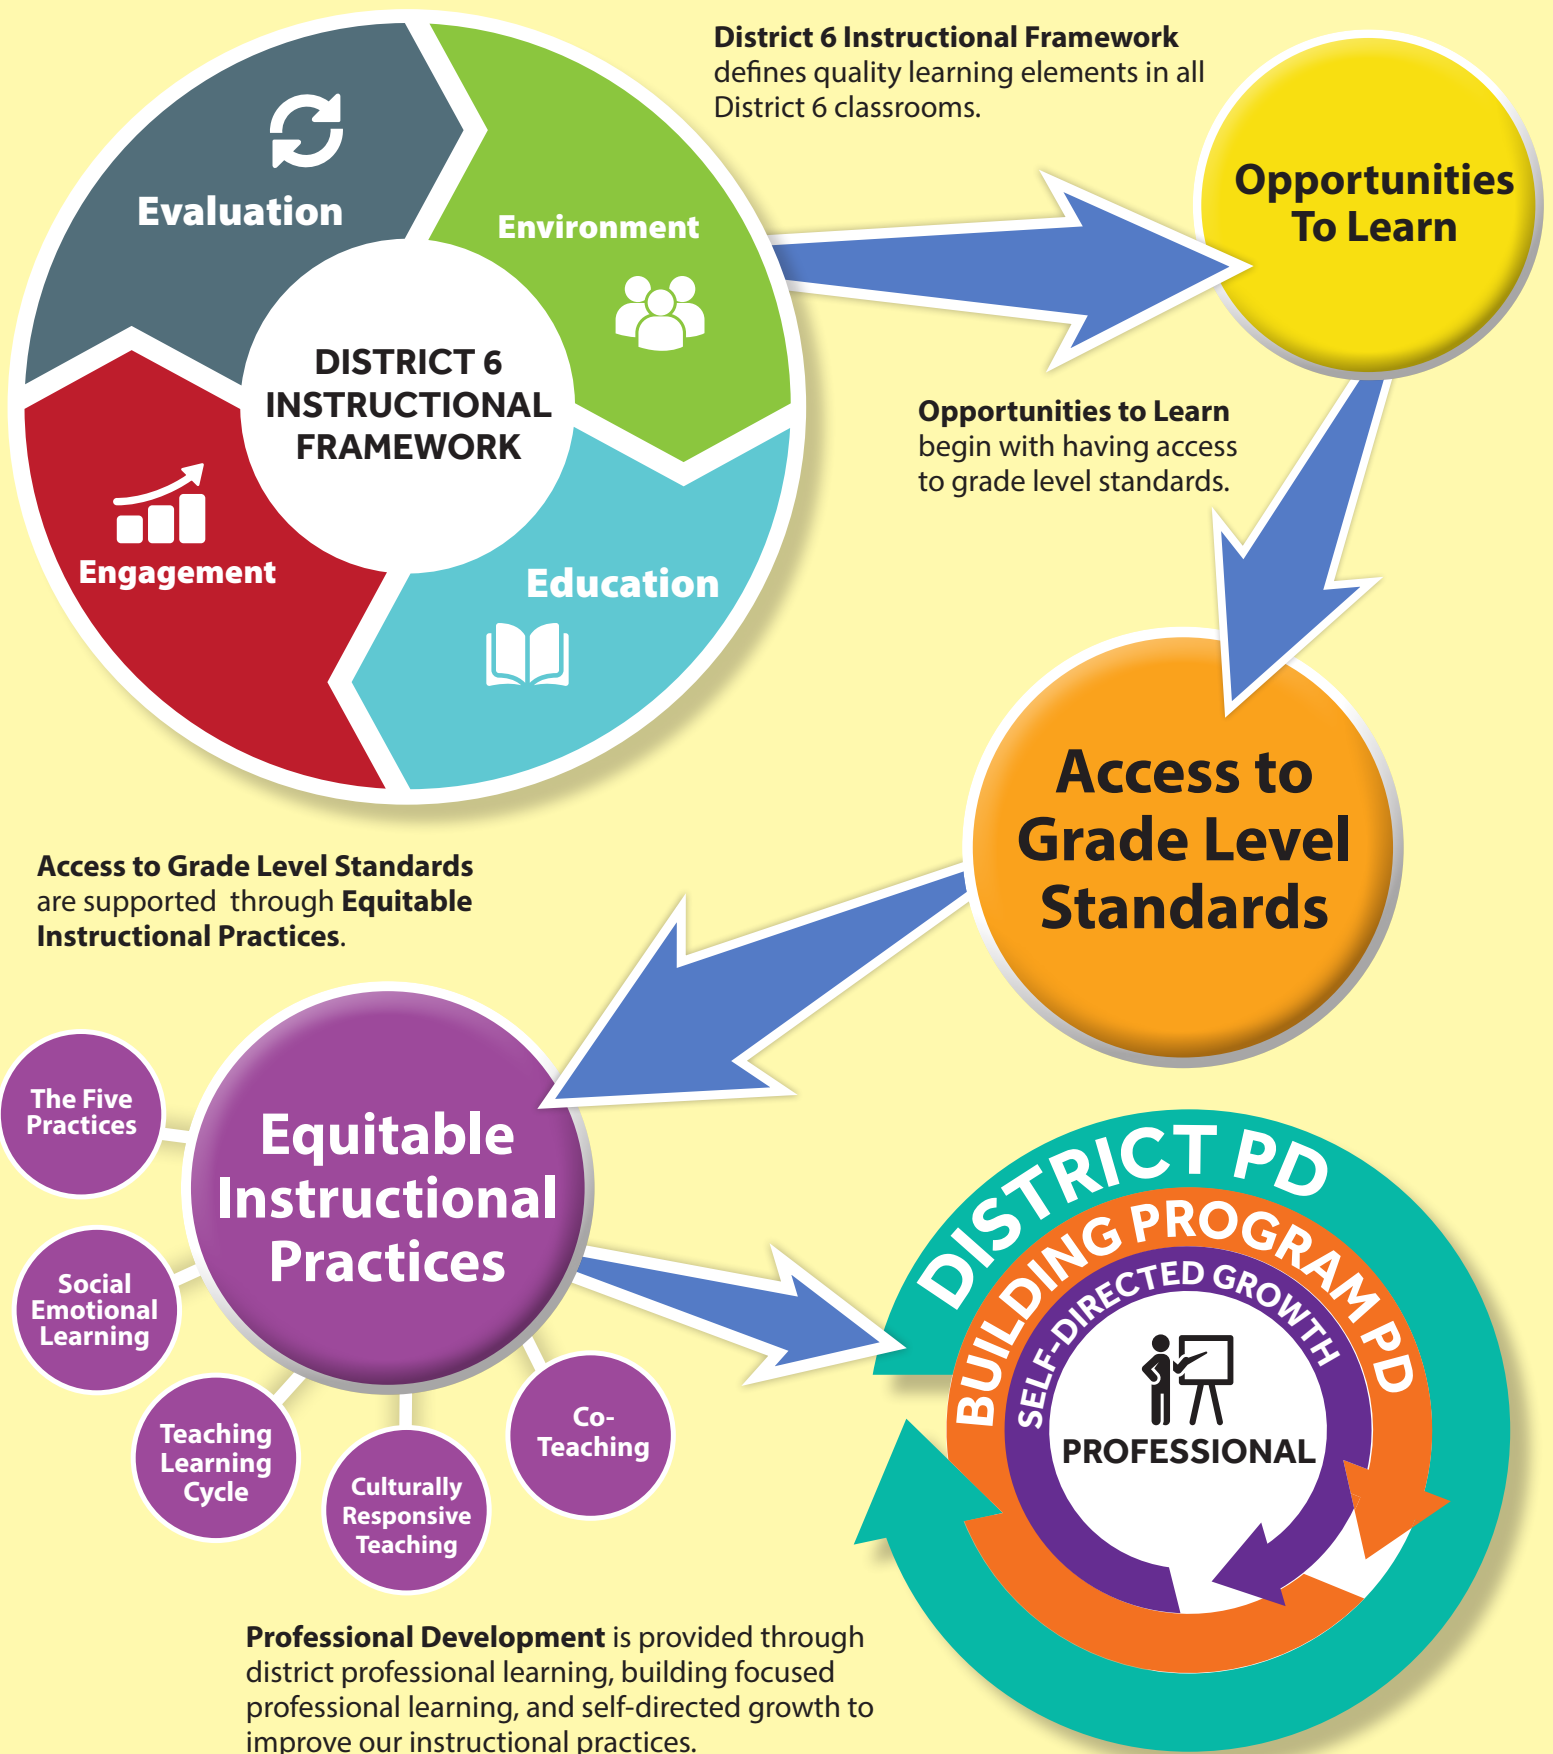 District 6 Instructional Framework
defines quality learning elements in all
District 6 classrooms.
Evaluation
Environment
DISTRICT 6
INSTRUCTIONAL
FRAMEWORK
Engagement
Education
Opportunities
To Learn
Opportunities to Learn
begin with having access
to grade level standards.
Access to
Grade Level
Standards
Access to Grade Level Standards
are supported through Equitable
Instructional Practices.
Equitable
Instructional
Practices
The Five
Practices
Social
Emotional
Learning
Teaching
Learning
Cycle
Culturally
Responsive
Teaching
Co-
Teaching
DISTRICT PD
BUILDING PROGRAM PD
SELF-DIRECTED GROWTH
PROFESSIONAL
Professional Development is provided through
district professional learning, building focused
professional learning, and self-directed growth to
improve our instructional practices.